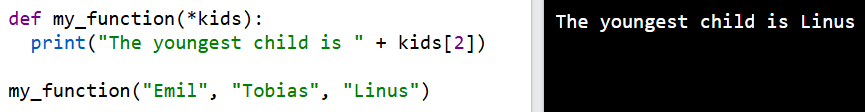 def my_function(*kids):
  print("The youngest child is " + kids[2])
my_function("Emil", "Tobias", "Linus")
The youngest child is Linus